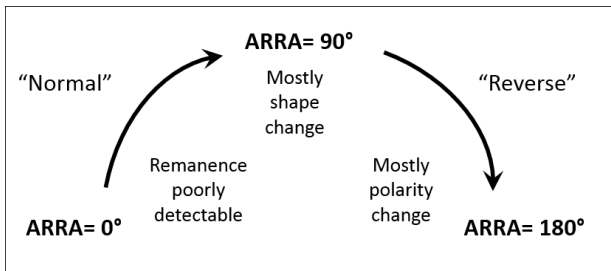 ARRA= 90°
“Normal”
Mostly
shape
change
“Reverse”
Remanence
poorly
detectable
Mostly
polarity
change
ARRA= 0°
ARRA= 180°